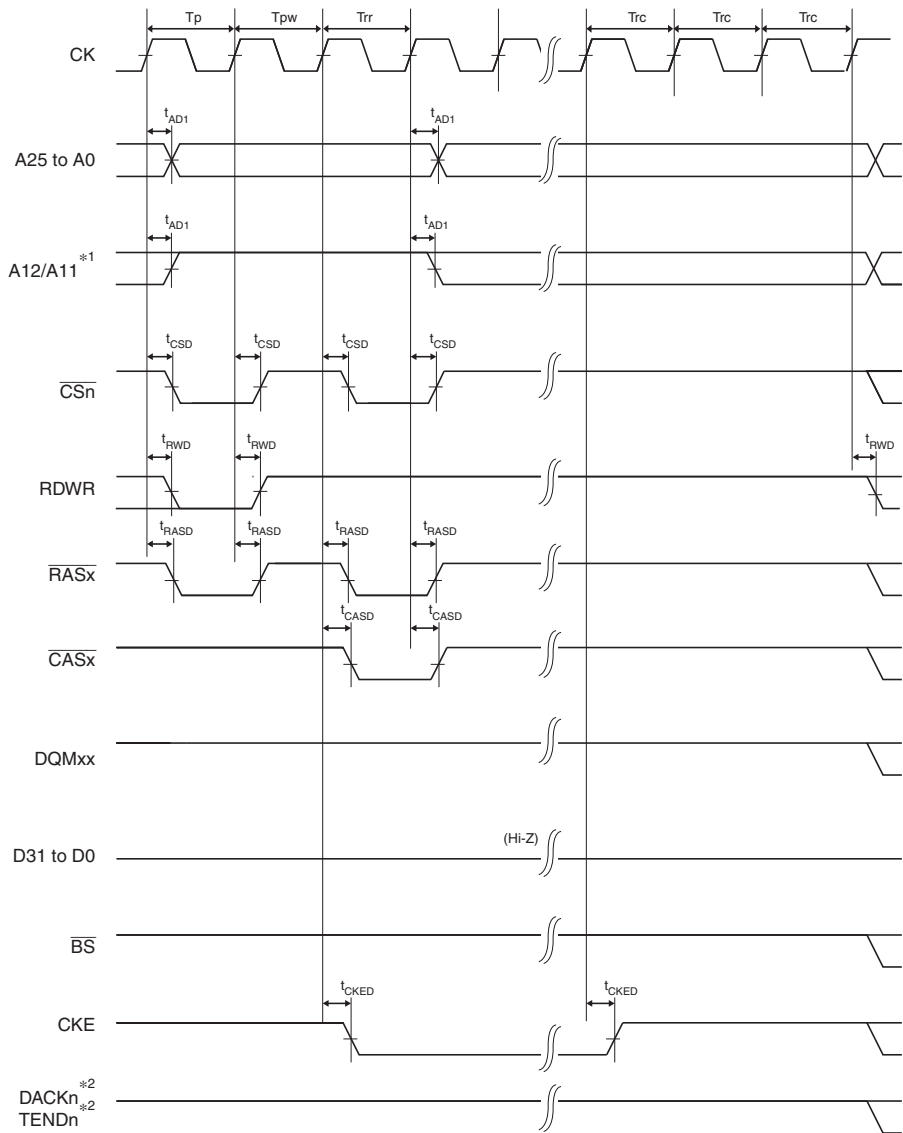 Tp Tpw Trr Trc Trc Trc
CK
tAD1 tAD1
A25 to A0
tAD1 tAD1
A12/A11*1
tCSD tCSD tCSD tCSD
CSn
tRWD tRWD tRWD
RDWR
tRASD tRASD tRASD tRASD
RASx
tCASD tCASD
CASx
DQMxx
(Hi-Z)
D31 to D0
BS
tCKED tCKED
CKE
DACKn*2
TENDn*2